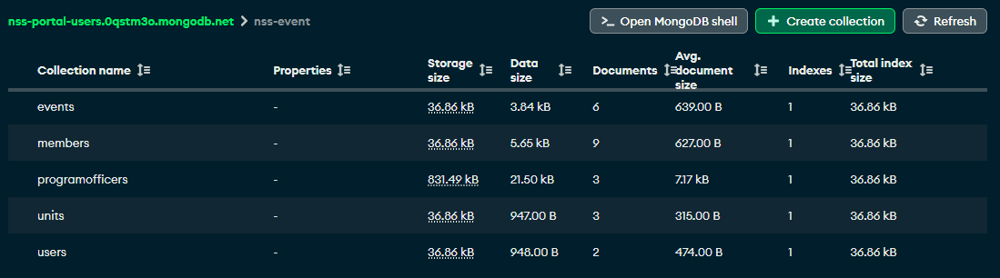 nss-portal-users.0qstm3o.mongodb.net > nss-event
>_ Open MongoDB shell
+ Create collection
Refresh
Collection name Properties Storage size Data size Documents Avg. document size Indexes Total index size
events - 36.86 kB 3.84 kB 6 639.00 B 1 36.86 kB
members - 36.86 kB 5.65 kB 9 627.00 B 1 36.86 kB
programofficers - 831.49 kB 21.50 kB 3 7.17 kB 1 36.86 kB
units - 36.86 kB 947.00 B 3 315.00 B 1 36.86 kB
users - 36.86 kB 948.00 B 2 474.00 B 1 36.86 kB